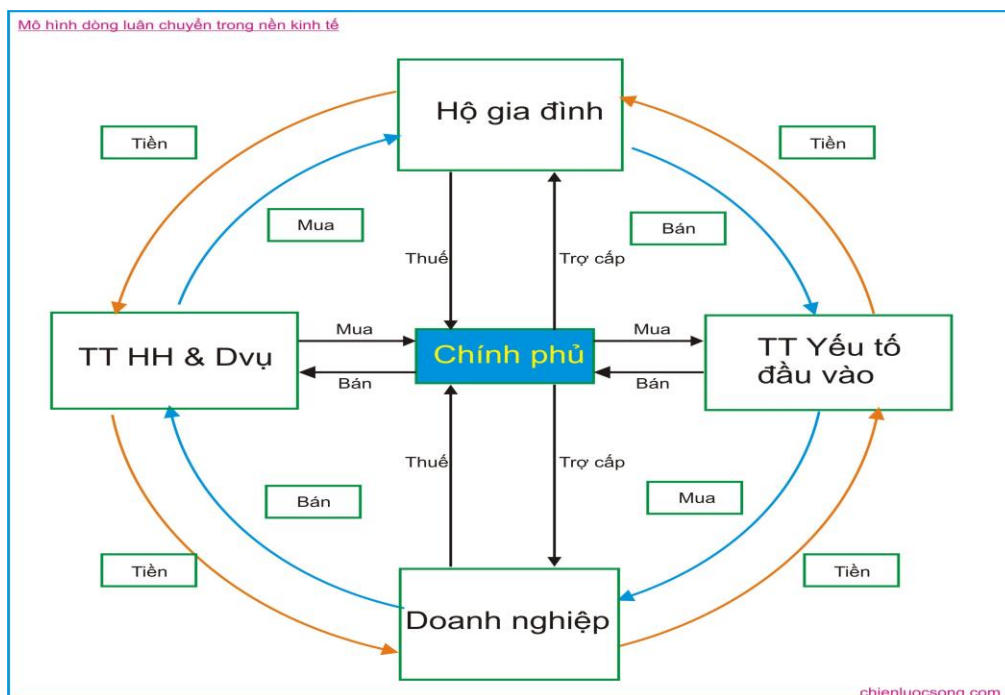 Mô hình dòng luân chuyển trong nền kinh tế
Hộ gia đình
Tiền
Tiền
Mua
Bán
Thuế
Trợ cấp
TT HH & Dvụ
Mua
Bán
Chính phủ
Mua
Bán
TT Yếu tố
đầu vào
Thuế
Trợ cấp
Bán
Mua
Tiền
Tiền
Doanh nghiệp
chienluocsong.com